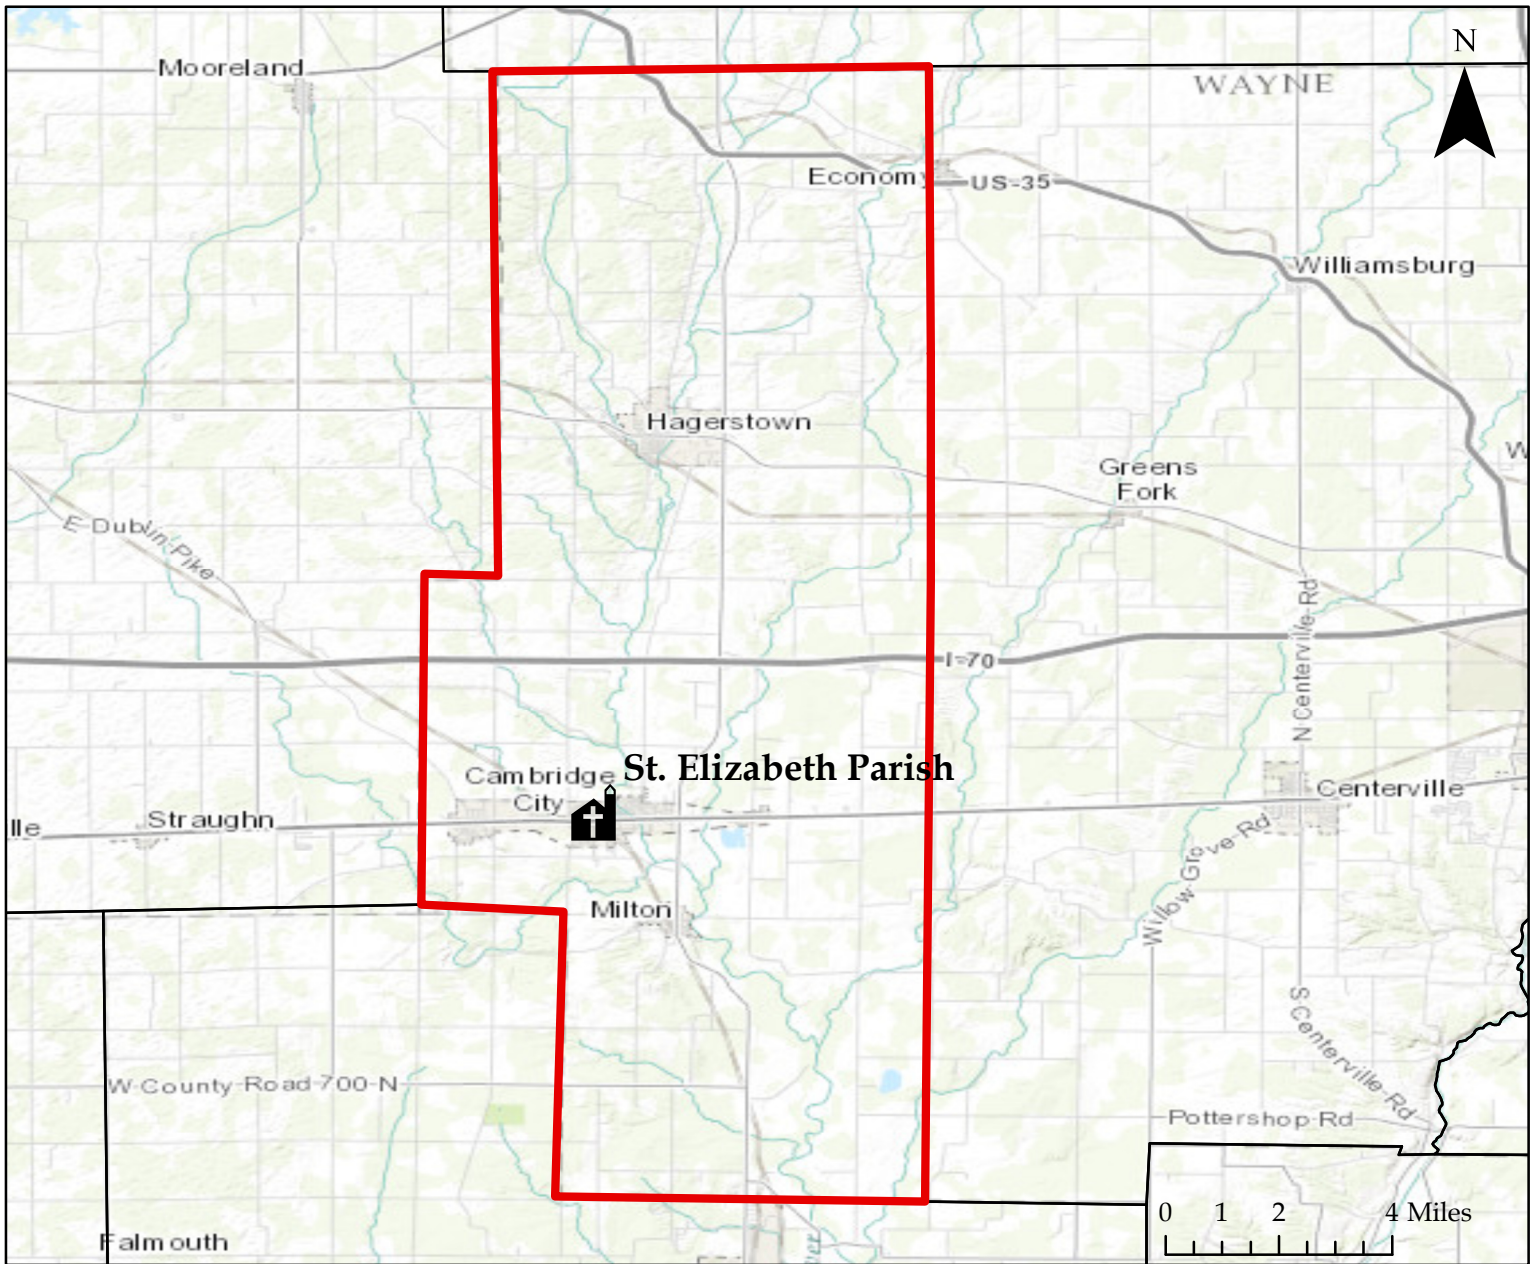 N
Mooreland
WAYNE
Economy
US-35
Williamsburg
Hagerstown
Greens
Fork
E Dublin Pike
I-70
N Centerville Rd
St. Elizabeth Parish
Cambridge
City
Centerville
Straughn
lle
Willow Grove Rd
Milton
S Centerville Rd
W County Road 700 N
Pottershop Rd
0 1 2 4 Miles
Falmouth